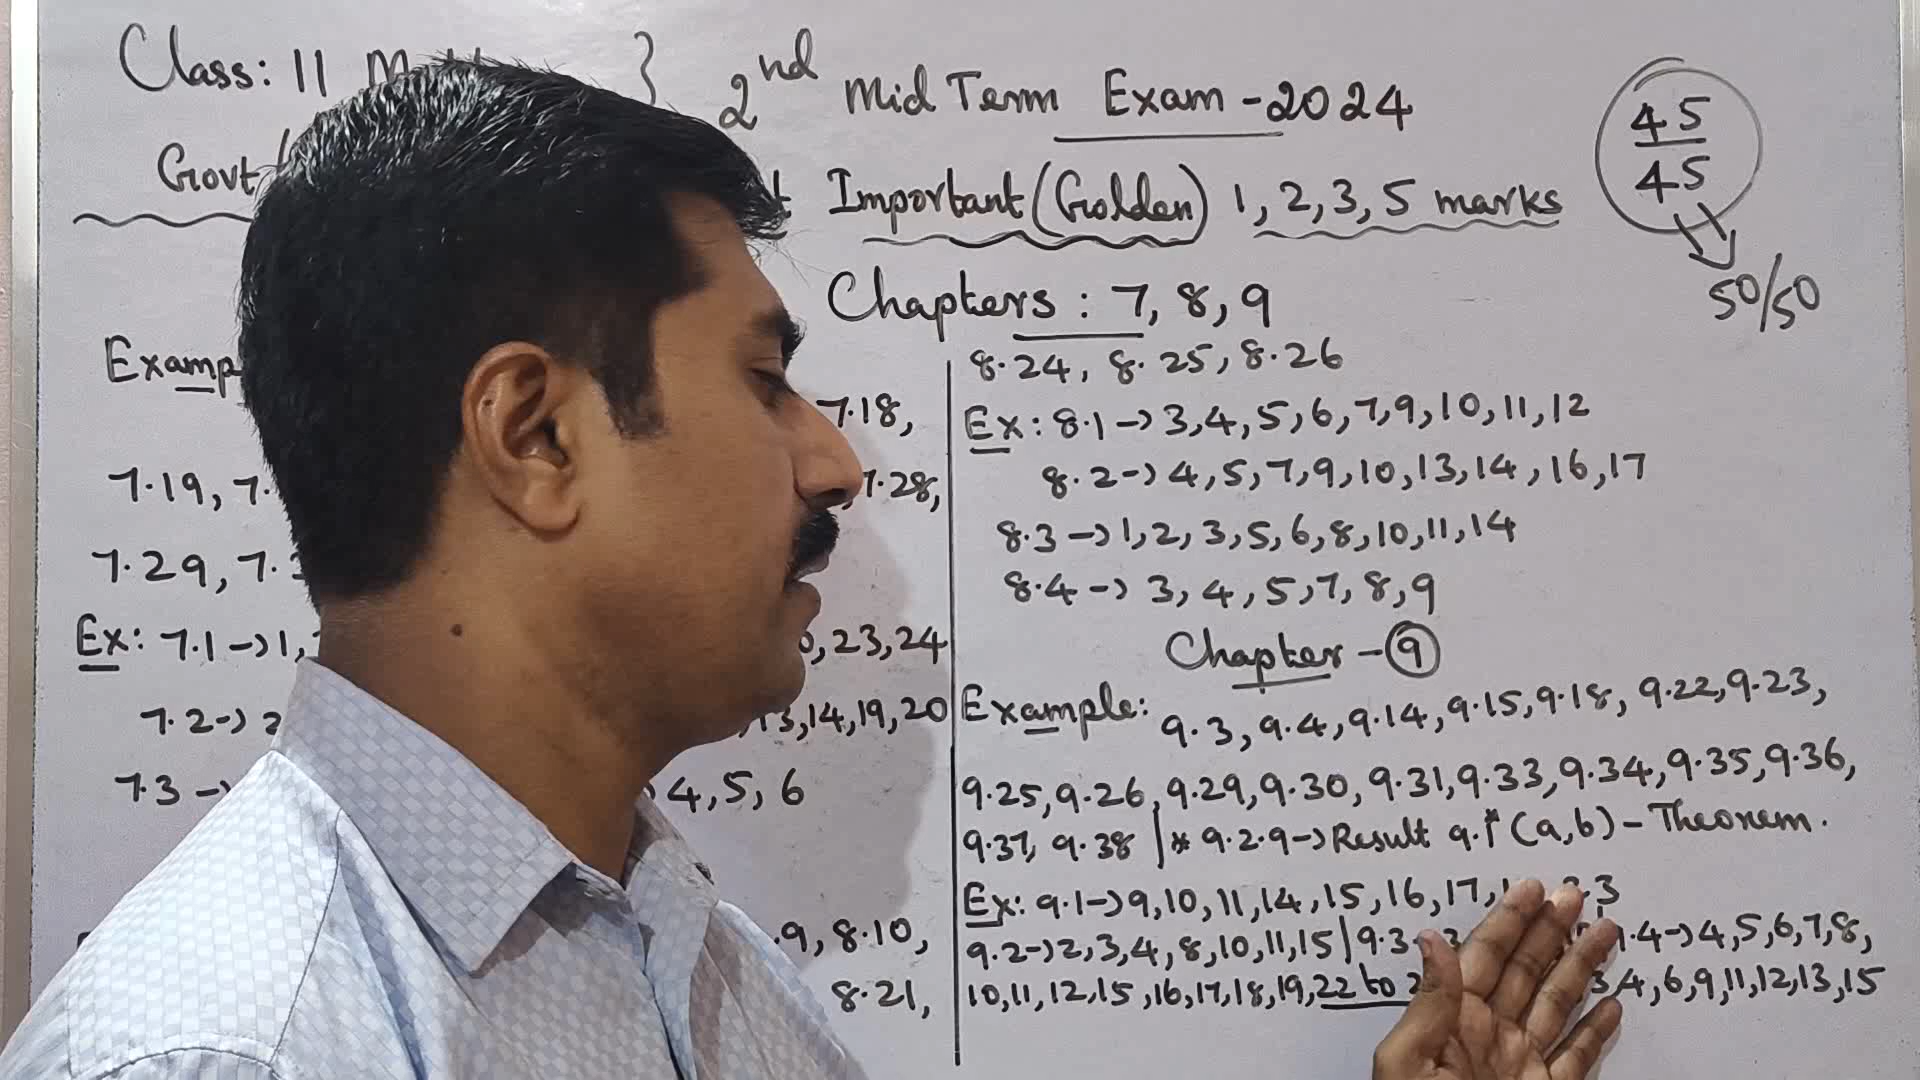 Class: 11
2nd Mid Term Exam - 2024
45
45
Govt
Important (Golden) 1, 2, 3, 5 marks
50/50
Chapters : 7, 8, 9
7.18,
7.19,
7.28,
7.29,
Ex: 7.1 → 1,
23, 24
7.2 → 2
14, 19, 20
7.3 →
4, 5, 6
.9, 8.10,
8.21,
8.24, 8.25, 8.26
Ex: 8.1 → 3, 4, 5, 6, 7, 9, 10, 11, 12
8.2 → 4, 5, 7, 9, 10, 13, 14, 16, 17
8.3 → 1, 2, 3, 5, 6, 8, 10, 11, 14
8.4 → 3, 4, 5, 7, 8, 9
Chapter - 9
Example: 9.3, 9.4, 9.14, 9.15, 9.18, 9.22, 9.23,
9.25, 9.26, 9.29, 9.30, 9.31, 9.33, 9.34, 9.35, 9.36,
9.37, 9.38 | * 9.2.9 → Result 9.1* (a, b) - Theorem.
Ex: 9.1 → 9, 10, 11, 14, 15, 16, 17,
9.2 → 2, 3, 4, 8, 10, 11, 15 | 9.3 9.4 → 4, 5, 6, 7, 8,
10, 11, 12, 15, 16, 17, 18, 19, 22 to 4, 6, 9, 11, 12, 13, 15